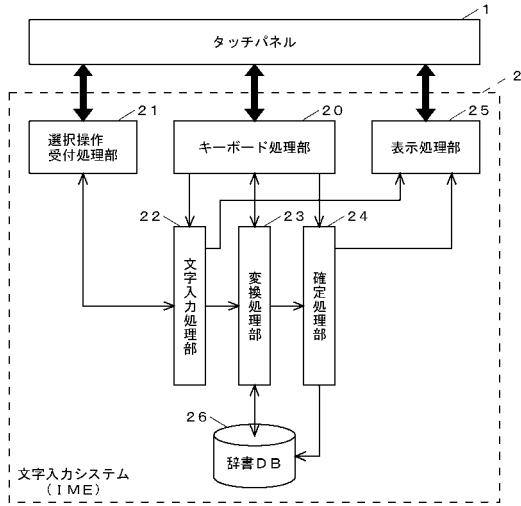 1
タッチパネル
2
21
20
25
選択操作
受付処理部
キーボード処理部
表示処理部
22
23
24
文字入力処理部
変換処理部
確定処理部
26
辞書DB
文字入力システム
(IME)